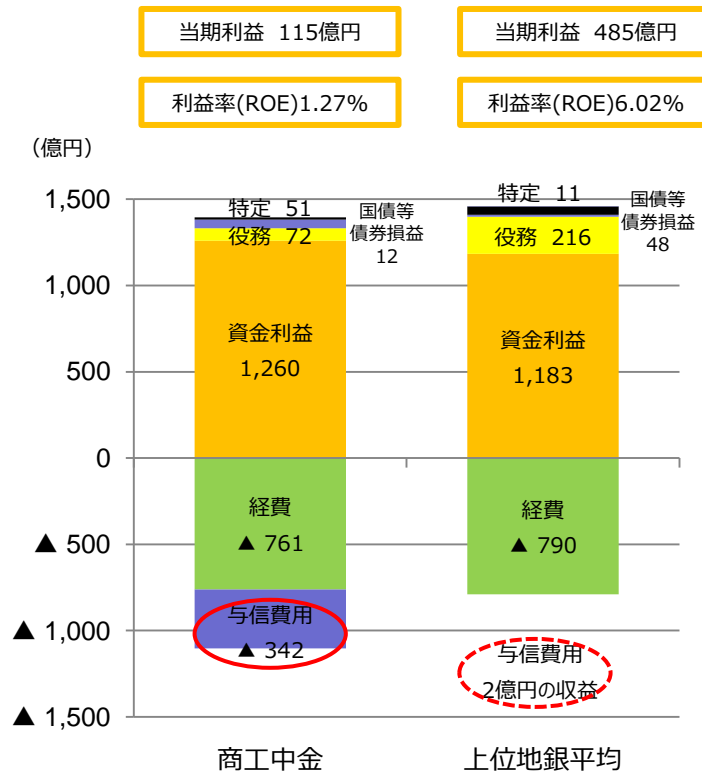 当期利益 115億円
当期利益 485億円
利益率(ROE)1.27%
利益率(ROE)6.02%
（億円）
1,500
1,000
500
0
▲ 500
▲ 1,000
▲ 1,500
特定 51
国債等
債券損益
12
役務 72
資金利益
1,260
経費
▲ 761
与信費用
▲ 342
商工中金
特定 11
国債等
債券損益
48
役務 216
資金利益
1,183
経費
▲ 790
与信費用
2億円の収益
上位地銀平均